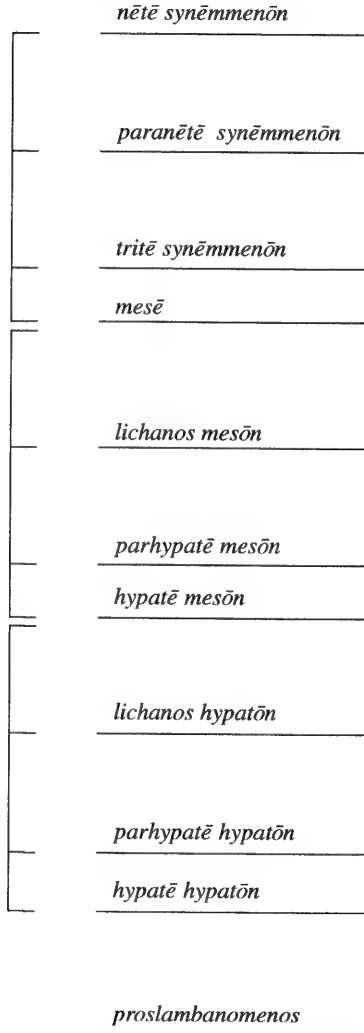 nētē synēmmenōn
paranētē synēmmenōn
tritē synēmmenōn
mesē
lichanos mesōn
parhypatē mesōn
hypatē mesōn
lichanos hypatōn
parhypatē hypatōn
hypatē hypatōn
proslambanomenos